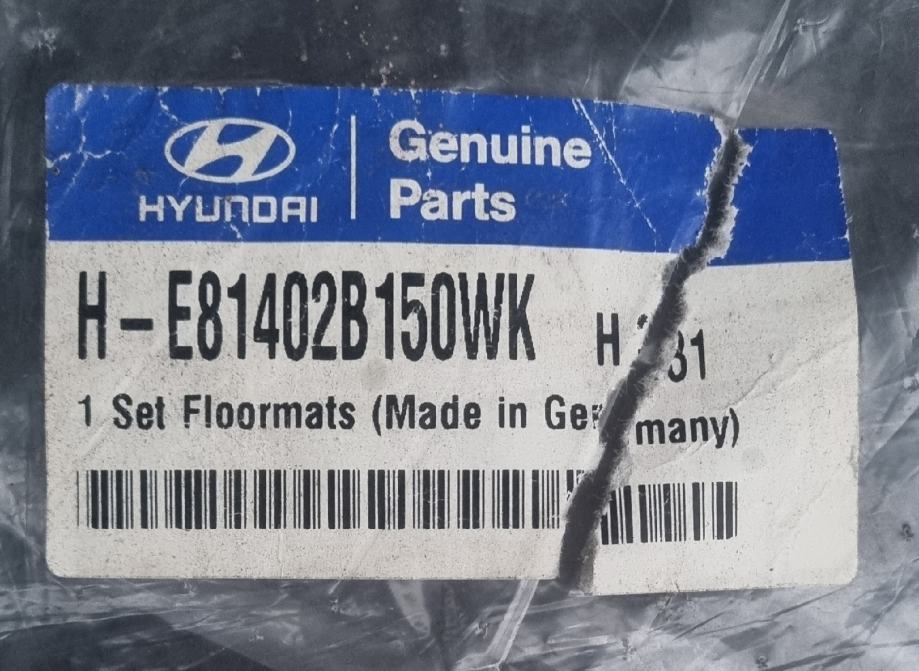 HYUNDAI
Genuine
Parts
H-E81402B150WK H 31
1 Set Floormats (Made in Germany)